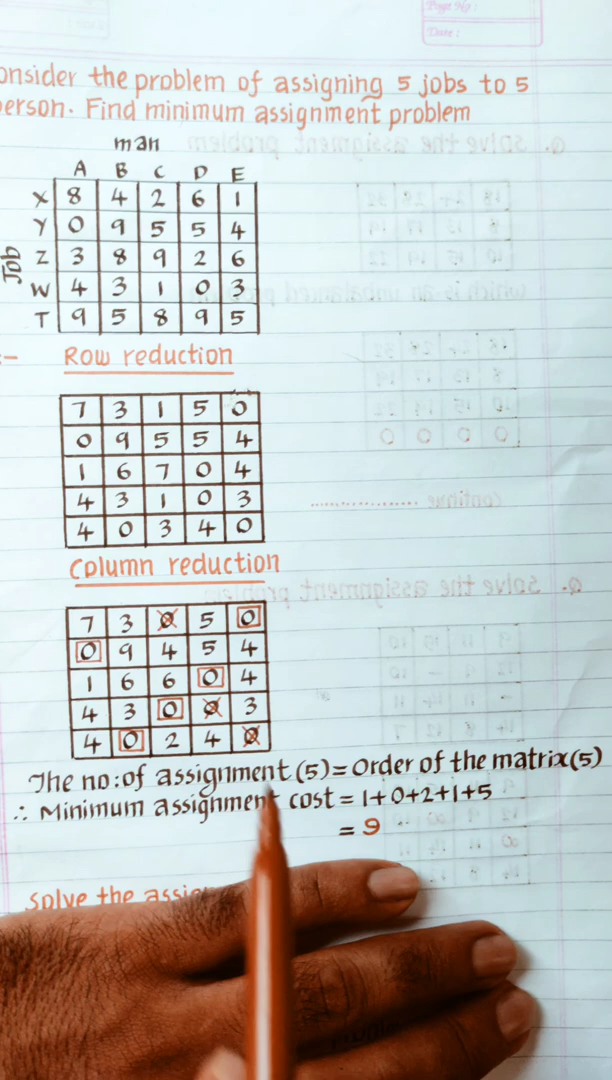 Page No :
Date :
onsider the problem of assigning 5 jobs to 5
erson. Find minimum assignment problem
man
A B C D E
X 8 4 2 6 1
Y 0 9 5 5 4
Job Z 3 8 9 2 6
W 4 3 1 0 3
T 9 5 8 9 5
:- Row reduction
7 3 1 5 0
0 9 5 5 4
1 6 7 0 4
4 3 1 0 3
4 0 3 4 0
Column reduction
7 3 0 5 0
0 9 4 5 4
1 6 6 0 4
4 3 0 0 3
4 0 2 4 0
The no: of assignment (5) = Order of the matrix (5)
∴ Minimum assignment cost = 1+0+2+1+5
= 9
Solve the